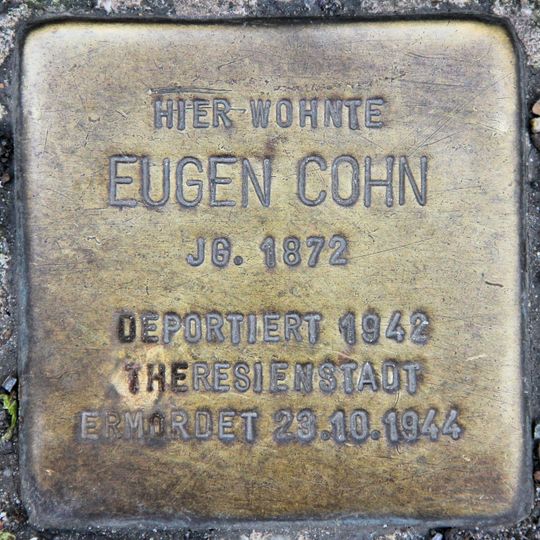 HIER WOHNTE
EUGEN COHN
JG. 1872
DEPORTIERT 1942
THERESIENSTADT
ERMORDET 23.10.1944